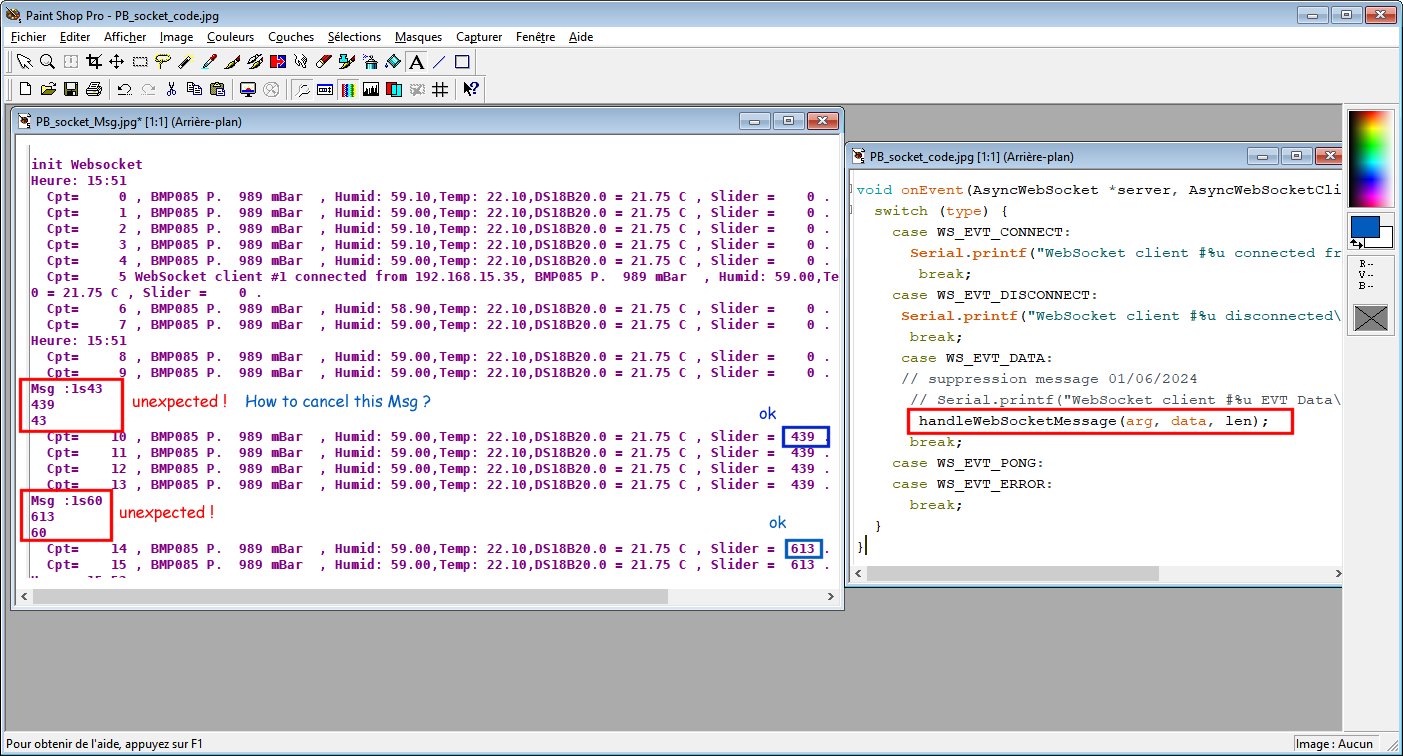 Paint Shop Pro - PB_socket_code.jpg
Fichier Editer Afficher Image Couleurs Couches Sélections Masques Capturer Fenêtre Aide
PB_socket_Msg.jpg* [1:1] (Arrière-plan)
init Websocket
Heure: 15:51
Cpt= 0 , BMP085 P. 989 mBar , Humid: 59.10,Temp: 22.10,DS18B20.0 = 21.75 C , Slider = 0 .
Cpt= 1 , BMP085 P. 989 mBar , Humid: 59.00,Temp: 22.10,DS18B20.0 = 21.75 C , Slider = 0 .
Cpt= 2 , BMP085 P. 989 mBar , Humid: 59.10,Temp: 22.10,DS18B20.0 = 21.75 C , Slider = 0 .
Cpt= 3 , BMP085 P. 989 mBar , Humid: 59.10,Temp: 22.10,DS18B20.0 = 21.75 C , Slider = 0 .
Cpt= 4 , BMP085 P. 989 mBar , Humid: 59.00,Temp: 22.10,DS18B20.0 = 21.75 C , Slider = 0 .
Cpt= 5 WebSocket client #1 connected from 192.168.15.35, BMP085 P. 989 mBar , Humid: 59.00,Te
0 = 21.75 C , Slider = 0 .
Cpt= 6 , BMP085 P. 989 mBar , Humid: 58.90,Temp: 22.10,DS18B20.0 = 21.75 C , Slider = 0 .
Cpt= 7 , BMP085 P. 989 mBar , Humid: 59.00,Temp: 22.10,DS18B20.0 = 21.75 C , Slider = 0 .
Heure: 15:51
Cpt= 8 , BMP085 P. 989 mBar , Humid: 59.00,Temp: 22.10,DS18B20.0 = 21.75 C , Slider = 0 .
Cpt= 9 , BMP085 P. 989 mBar , Humid: 59.00,Temp: 22.10,DS18B20.0 = 21.75 C , Slider = 0 .
Msg :1s43
439
43
unexpected ! How to cancel this Msg ?
ok
Cpt= 10 , BMP085 P. 989 mBar , Humid: 59.00,Temp: 22.10,DS18B20.0 = 21.75 C , Slider = 439 .
Cpt= 11 , BMP085 P. 989 mBar , Humid: 59.00,Temp: 22.10,DS18B20.0 = 21.75 C , Slider = 439 .
Cpt= 12 , BMP085 P. 989 mBar , Humid: 59.00,Temp: 22.10,DS18B20.0 = 21.75 C , Slider = 439 .
Cpt= 13 , BMP085 P. 989 mBar , Humid: 59.00,Temp: 22.10,DS18B20.0 = 21.75 C , Slider = 439 .
Msg :1s60
613
60
unexpected !
ok
Cpt= 14 , BMP085 P. 989 mBar , Humid: 59.00,Temp: 22.10,DS18B20.0 = 21.75 C , Slider = 613 .
Cpt= 15 , BMP085 P. 989 mBar , Humid: 59.00,Temp: 22.10,DS18B20.0 = 21.75 C , Slider = 613 .
PB_socket_code.jpg [1:1] (Arrière-plan)
void onEvent(AsyncWebSocket *server, AsyncWebSocketCli
switch (type) {
case WS_EVT_CONNECT:
Serial.printf("WebSocket client #%u connected fr
break;
case WS_EVT_DISCONNECT:
Serial.printf("WebSocket client #%u disconnected\
break;
case WS_EVT_DATA:
// suppression message 01/06/2024
// Serial.printf("WebSocket client #%u EVT Data\
handleWebSocketMessage(arg, data, len);
break;
case WS_EVT_PONG:
case WS_EVT_ERROR:
break;
}
}
R--
V--
B--
Pour obtenir de l'aide, appuyez sur F1
Image : Aucun